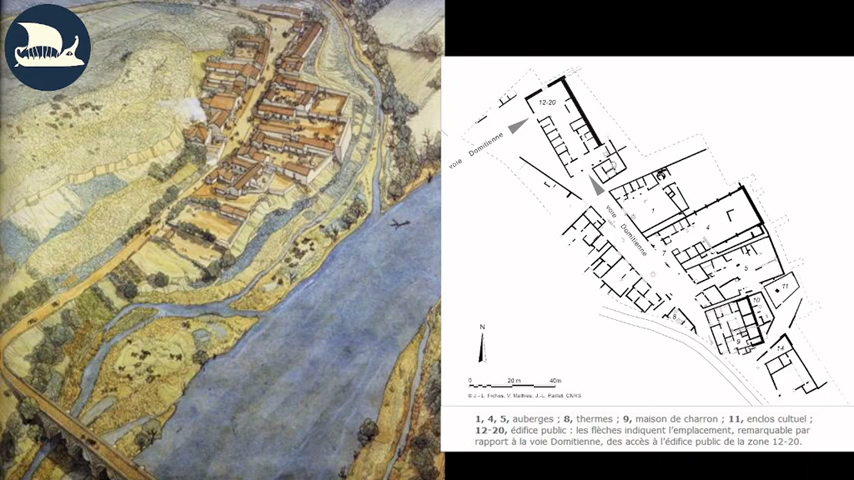 12-20
voie Domitienne
1
voie Domitienne
4
7
5
11
10
8
9
14
N
0 20 m 40m
© J.-L. Fiches, V. Mathieu, J.-L. Paillet, CNRS
1, 4, 5, auberges ; 8, thermes ; 9, maison de charron ; 11, enclos cultuel ;
12-20, édifice public : les flèches indiquent l'emplacement, remarquable par
rapport à la voie Domitienne, des accès à l'édifice public de la zone 12-20.